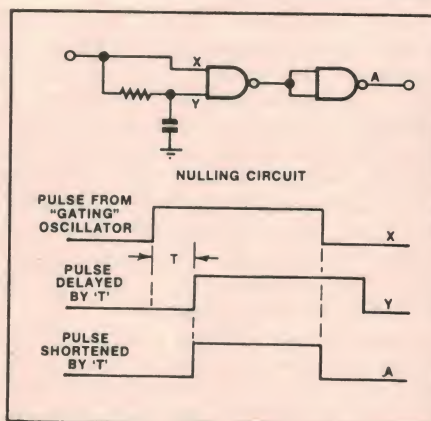 X
Y
A
NULLING CIRCUIT
PULSE FROM
"GATING"
OSCILLATOR
X
T
PULSE
DELAYED
BY 'T'
Y
PULSE
SHORTENED
BY 'T'
A